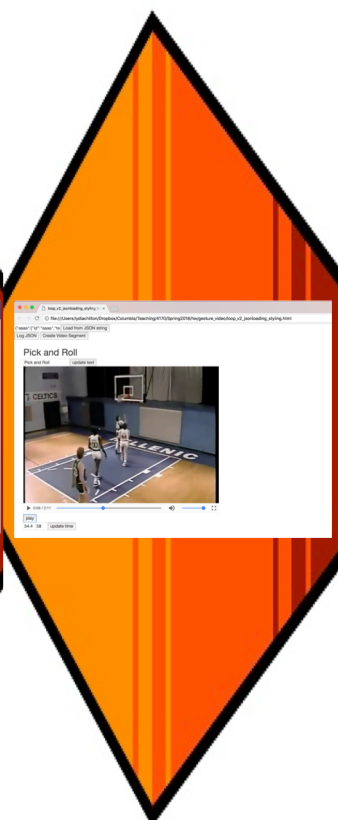 loop_v2_jsonloading_styling.h
file:///Users/lydiachilton/Dropbox/Columbia/Teaching/4170/Spring2018/hw/gesture_video/loop_v2_jsonloading_styling.html
Load from JSON string
Log JSON Create Video Segment
Pick and Roll
Pick and Roll update text
CELTICS
LLENIC
play
54.4 58 update time